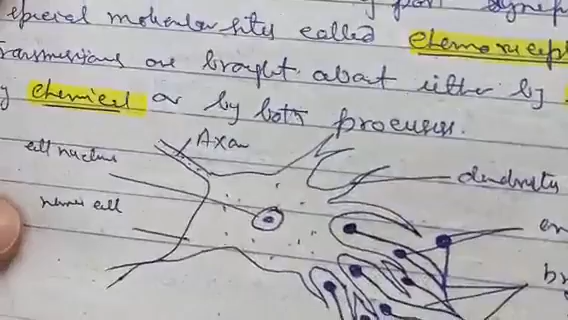 special molecular sites called chemorecept
Transmissions are brought about either by
by chemical or by both processes.
Axon
cell nucleus
dendrites
nerve cell